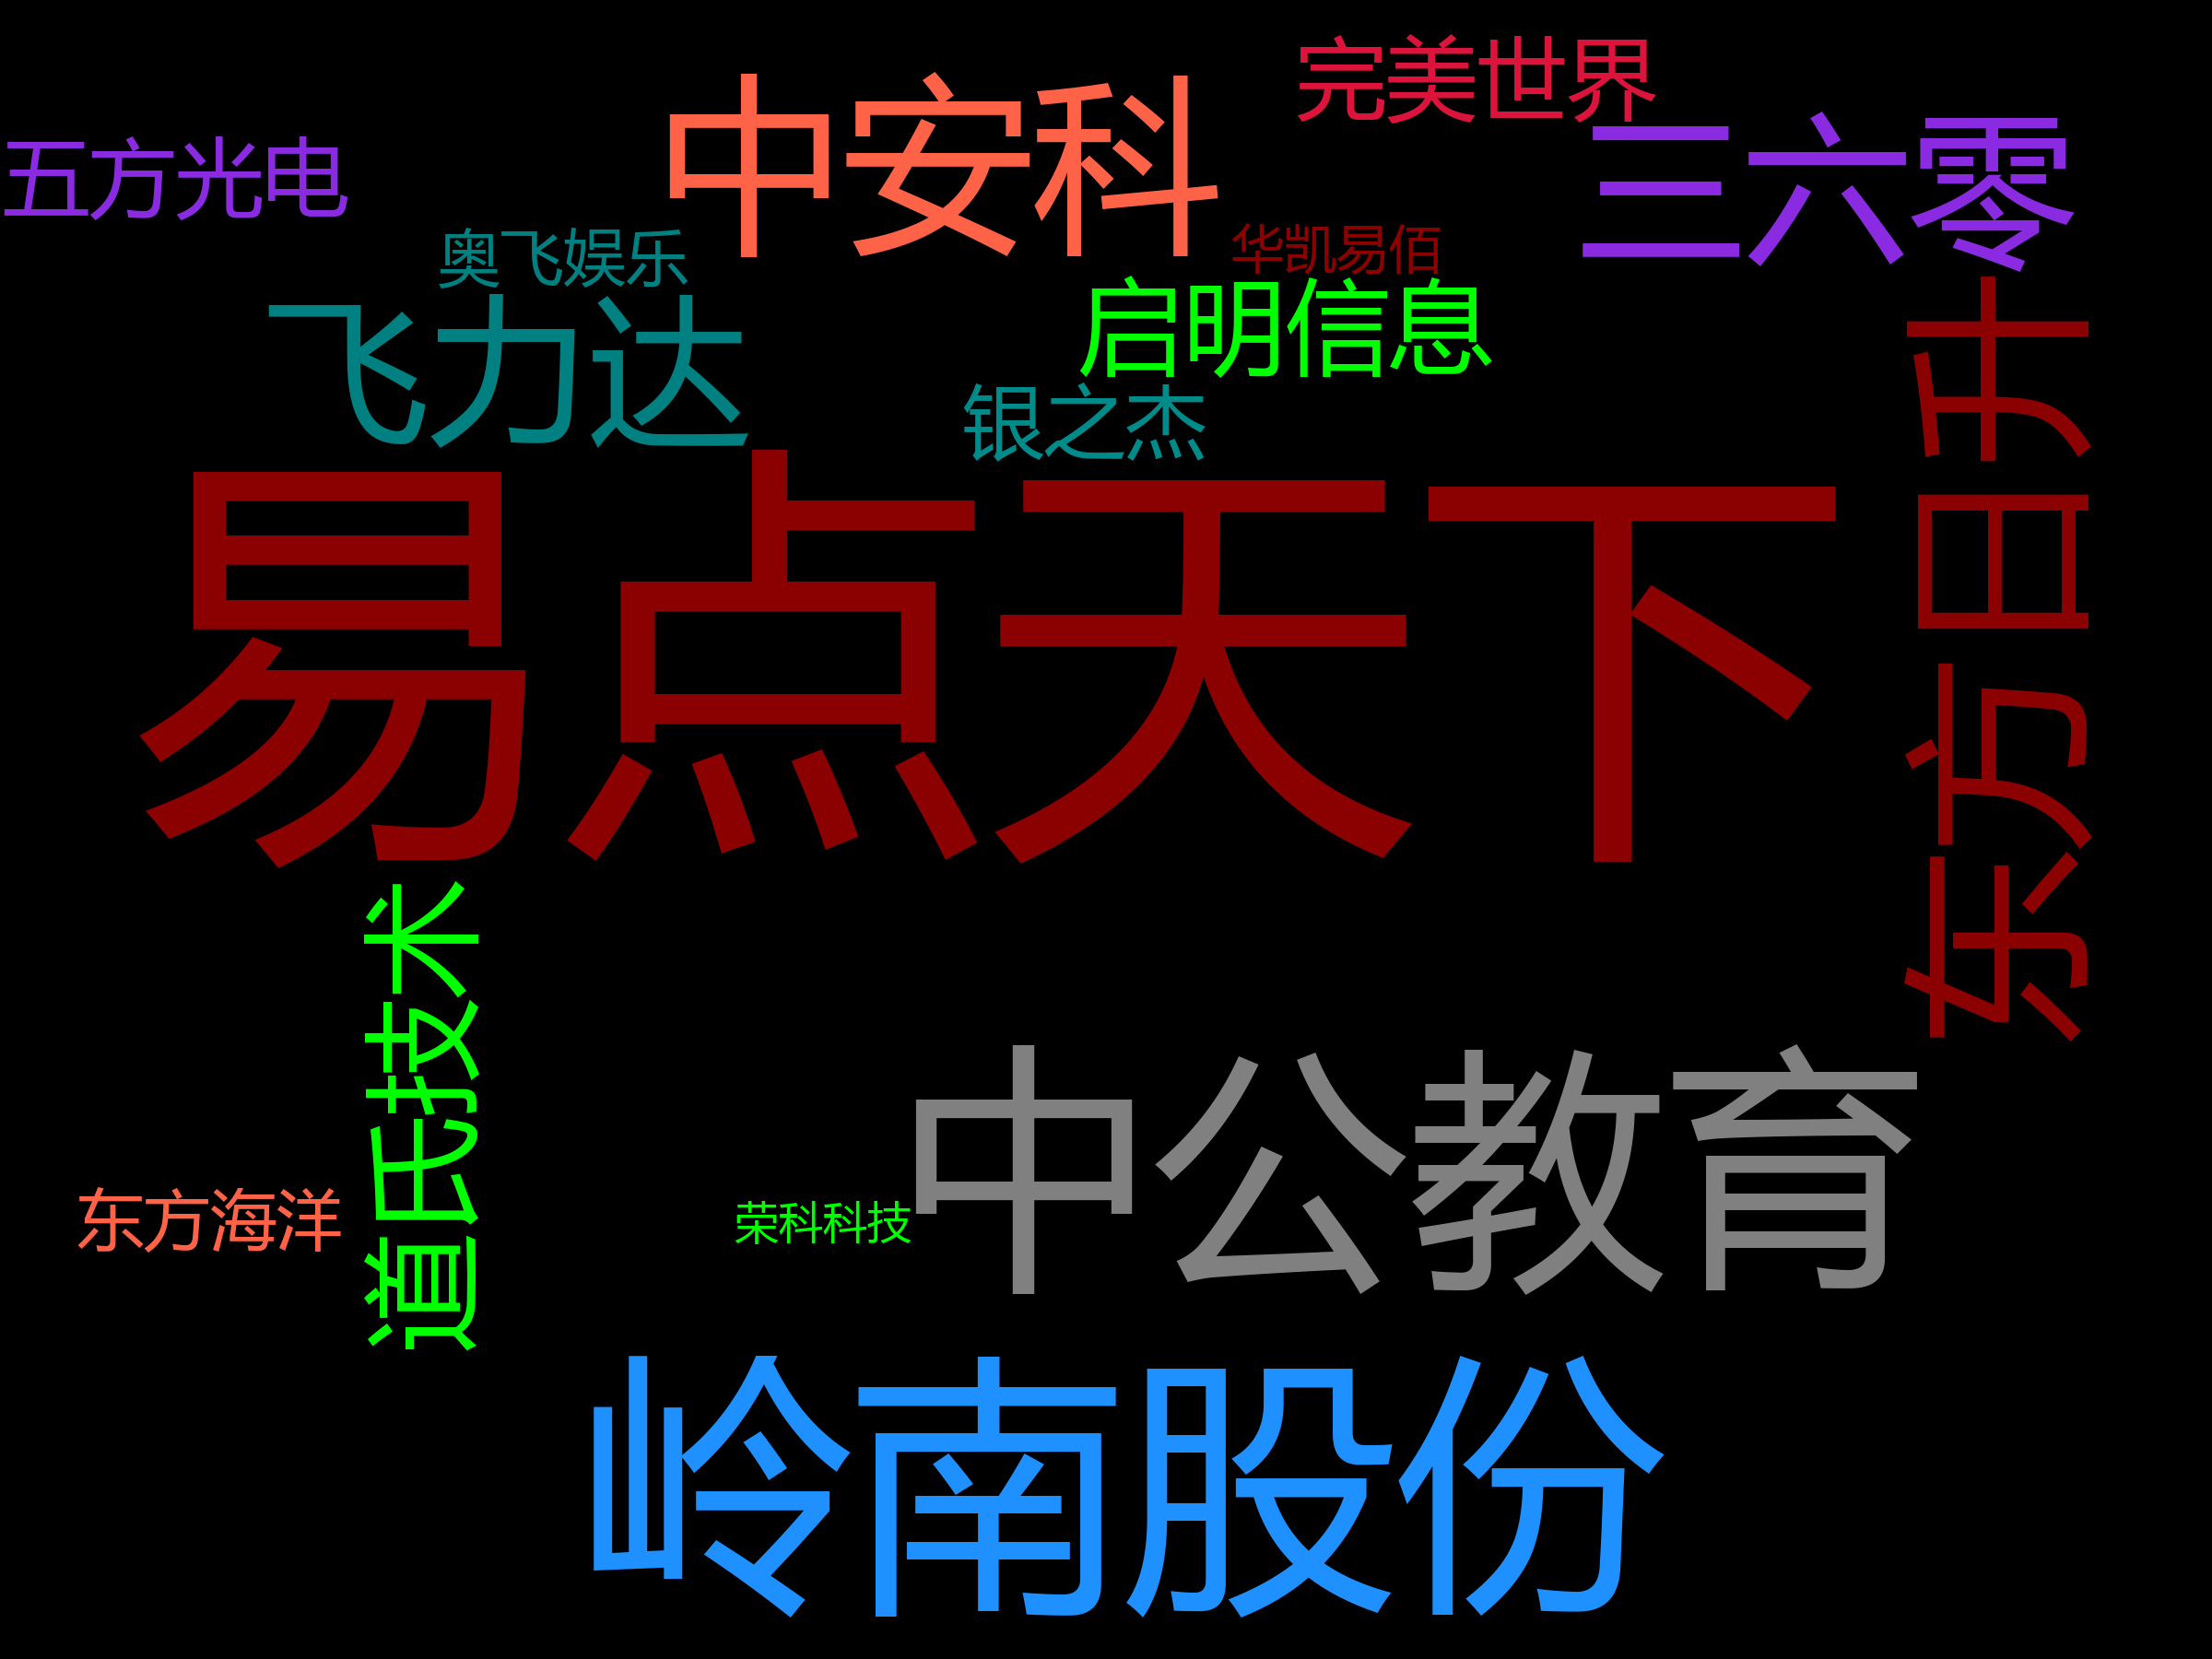 完美世界
中安科
三六零
五方光电
奥飞娱乐
华凯易佰
启明信息
飞力达
银之杰
易点天下
东方日升
道氏技术
中公教育
东方海洋
荣科科技
岭南股份